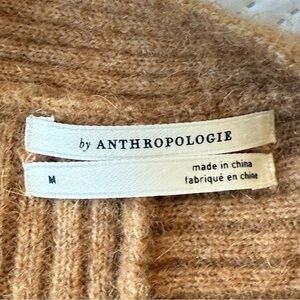 by ANTHROPOLOGIE
made in china
M fabriqué en chine